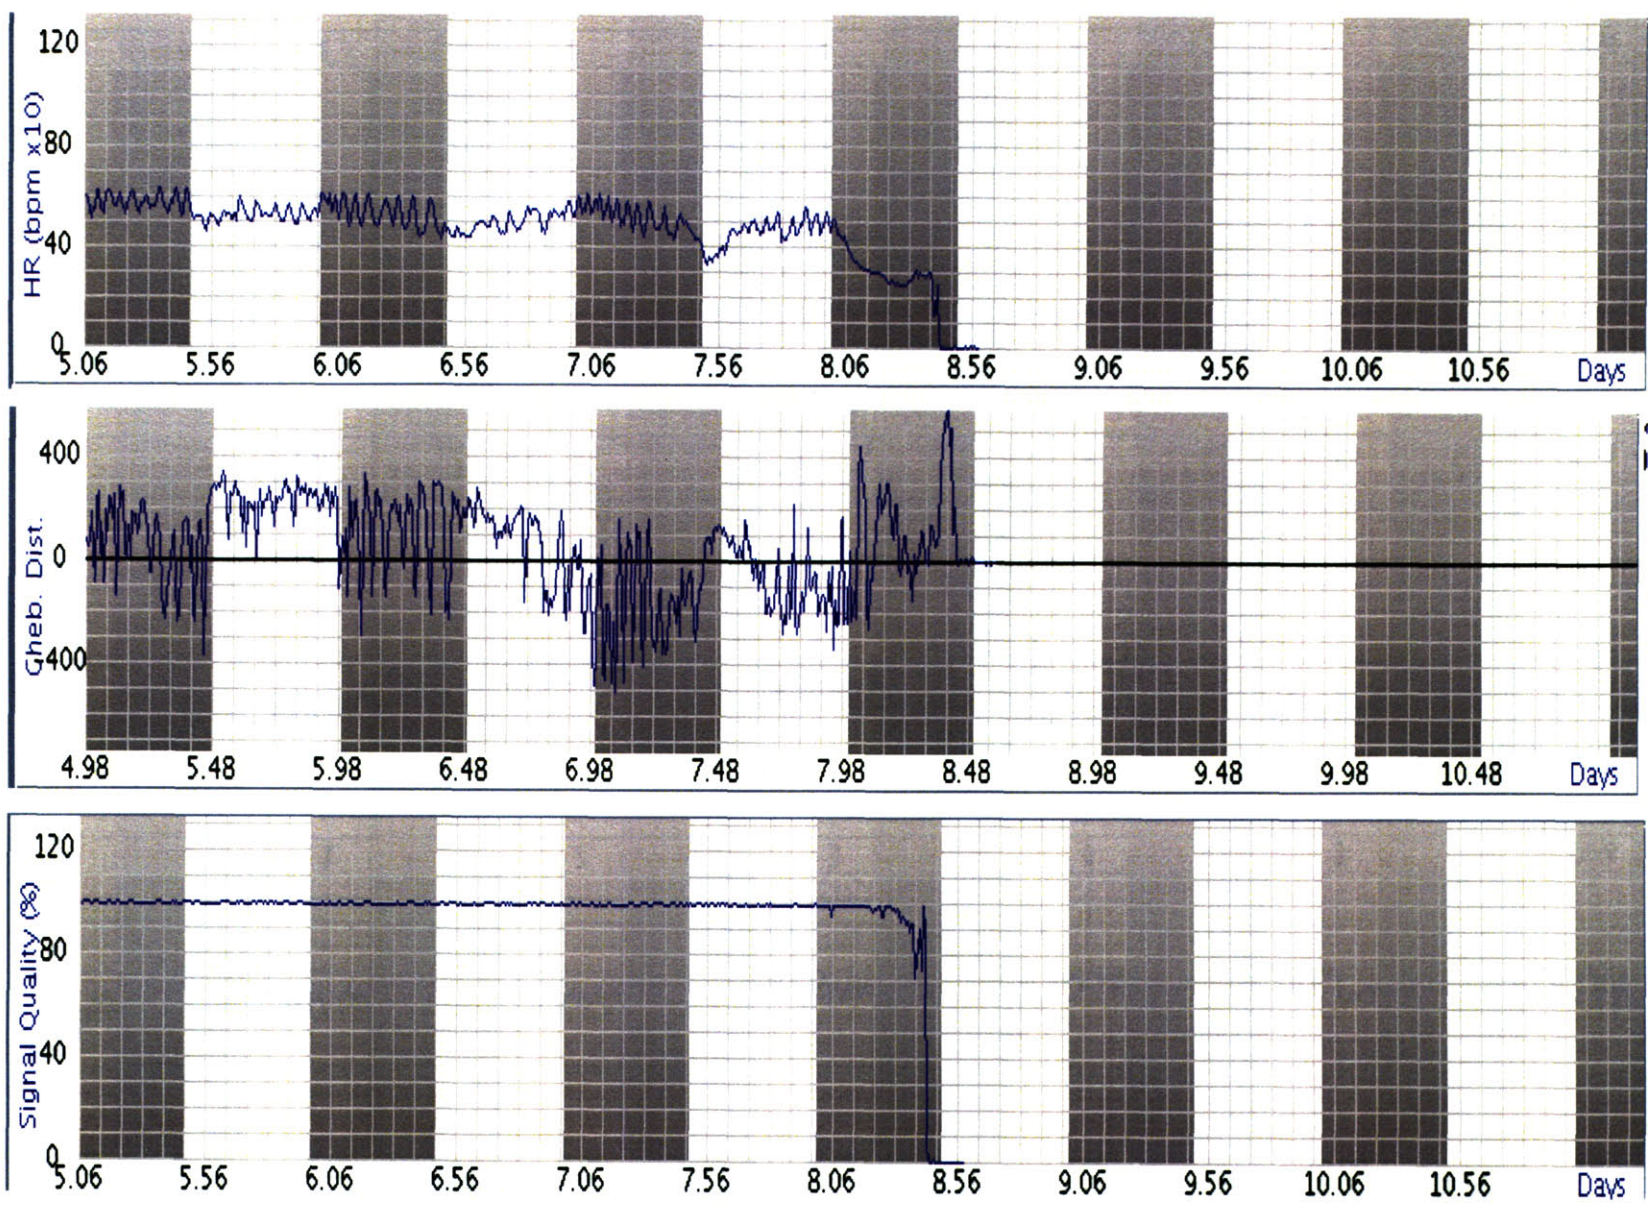 HR (bpm x10)
120
80
40
0
5.06 5.56 6.06 6.56 7.06 7.56 8.06 8.56 9.06 9.56 10.06 10.56 Days
Gheb. Dist.
400
0
-400
4.98 5.48 5.98 6.48 6.98 7.48 7.98 8.48 8.98 9.48 9.98 10.48 Days
Signal Quality (%)
120
80
40
0
5.06 5.56 6.06 6.56 7.06 7.56 8.06 8.56 9.06 9.56 10.06 10.56 Days